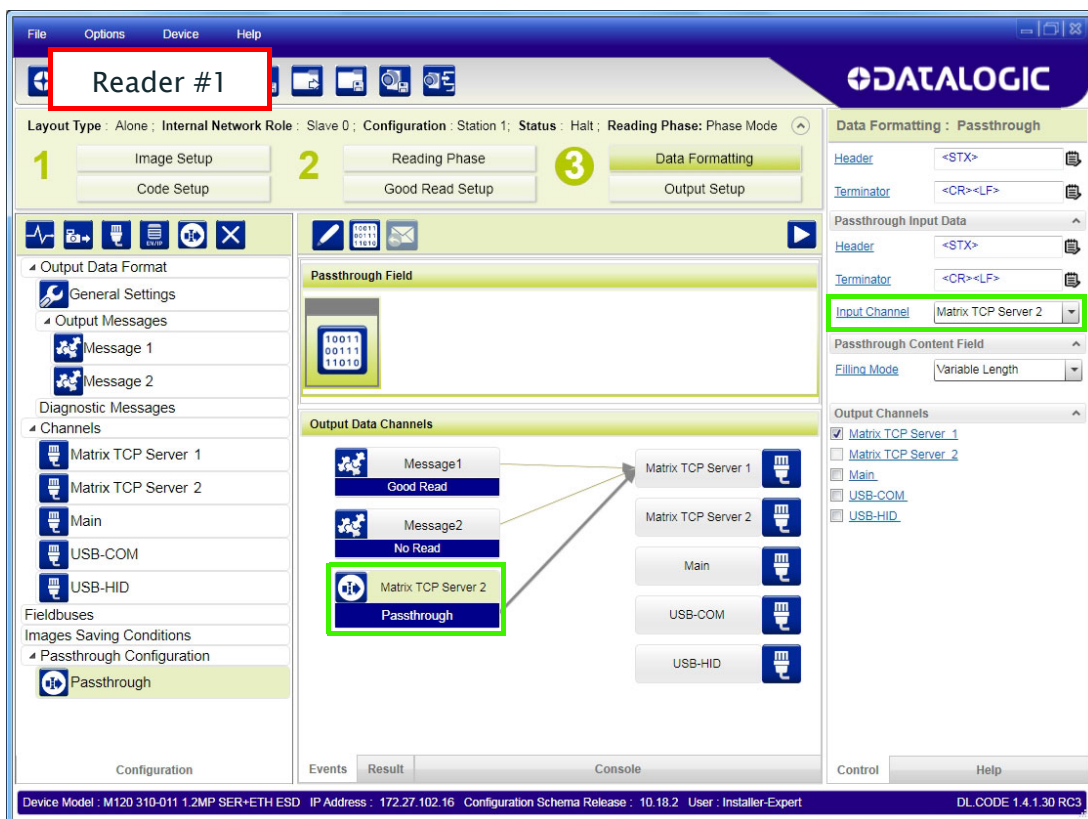 File Options Device Help
Reader #1
DATALOGIC
Layout Type : Alone ; Internal Network Role : Slave 0 ; Configuration : Station 1; Status : Halt ; Reading Phase: Phase Mode
1
Image Setup
Code Setup
2
Reading Phase
Good Read Setup
3
Data Formatting
Output Setup
Output Data Format
General Settings
Output Messages
Message 1
Message 2
Diagnostic Messages
Channels
Matrix TCP Server 1
Matrix TCP Server 2
Main
USB-COM
USB-HID
Fieldbuses
Images Saving Conditions
Passthrough Configuration
Passthrough
Configuration
Passthrough Field
10011
00111
11010
Output Data Channels
Message1
Good Read
Message2
No Read
Matrix TCP Server 2
Passthrough
Matrix TCP Server 1
Matrix TCP Server 2
Main
USB-COM
USB-HID
Events Result Console
Data Formatting : Passthrough
Header <STX>
Terminator <CR><LF>
Passthrough Input Data
Header <STX>
Terminator <CR><LF>
Input Channel Matrix TCP Server 2
Passthrough Content Field
Filling Mode Variable Length
Output Channels
Matrix TCP Server 1
Matrix TCP Server 2
Main
USB-COM
USB-HID
Control Help
Device Model : M120 310-011 1.2MP SER+ETH ESD IP Address : 172.27.102.16 Configuration Schema Release : 10.18.2 User : Installer-Expert DL.CODE 1.4.1.30 RC3